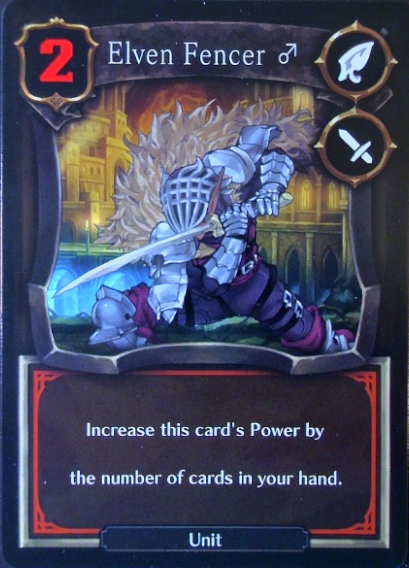 2
Elven Fencer ♂
Increase this card's Power by
the number of cards in your hand.
Unit